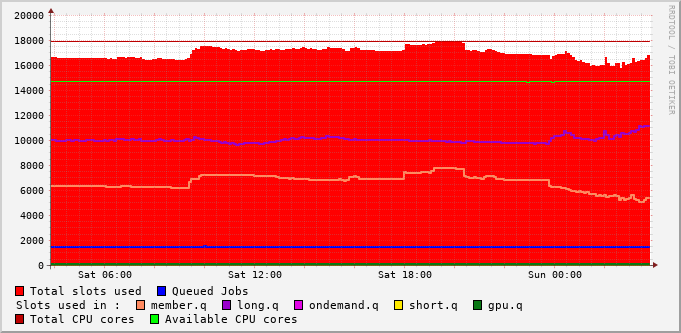 20000
18000
16000
14000
12000
10000
8000
6000
4000
2000
0
Sat 06:00 Sat 12:00 Sat 18:00 Sun 00:00
Total slots used Queued Jobs
Slots used in : member.q long.q ondemand.q short.q gpu.q
Total CPU cores Available CPU cores
RRDTOOL / TOBI OETIKER